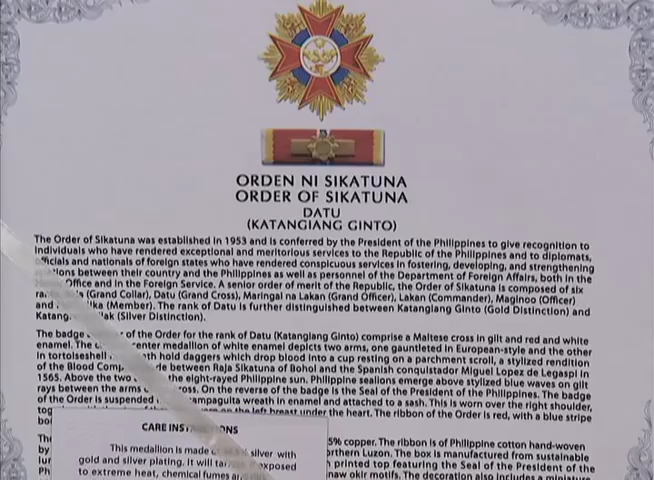 ORDEN NI SIKATUNA
ORDER OF SIKATUNA
DATU
(KATANGIANG GINTO)
The Order of Sikatuna was established in 1953 and is conferred by the President of the Philippines to give recognition to
individuals who have rendered exceptional and meritorious services to the Republic of the Philippines and to diplomats,
officials and nationals of foreign states who have rendered conspicuous services in fostering, developing, and strengthening
between their country and the Philippines as well as personnel of the Department of Foreign Affairs, both in the
Office and in the Foreign Service. A senior order of merit of the Republic, the Order of Sikatuna is composed of six
(Grand Collar), Datu (Grand Cross), Maringal na Lakan (Grand Officer), Lakan (Commander), Maginoo (Officer)
and (Member). The rank of Datu is further distinguished between Katangiang Ginto (Gold Distinction) and
(Silver Distinction).
The badge of the Order for the rank of Datu (Katangiang Ginto) comprise a Maltese cross in gilt and red and white
enamel. The center medallion of white enamel depicts two arms, one gauntleted in European-style and the other
in tortoiseshell hold daggers which drop blood into a cup resting on a parchment scroll, a stylized rendition
of the Blood between Raja Sikatuna of Bohol and the Spanish conquistador Miguel Lopez de Legaspi in
1565. Above the two the eight-rayed Philippine sun. Philippine sealions emerge above stylized blue waves on gilt
rays between the arms cross. On the reverse of the badge is the Seal of the President of the Philippines. The badge
of the Order is suspended sampaguita wreath in enamel and attached to a sash. This is worn over the right shoulder,
on the left breast under the heart. The ribbon of the Order is red, with a blue stripe
5% copper. The ribbon is of Philippine cotton hand-woven
by northern Luzon. The box is manufactured from sustainable
printed top featuring the Seal of the President of the
okir motifs. The decoration also includes a miniature
CARE INSTRUCTIONS
This medallion is made silver with
gold and silver plating. It will exposed
to extreme heat, chemical fumes